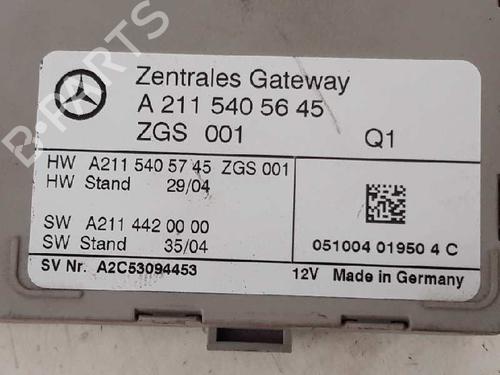 Zentrales Gateway
A 211 540 56 45
ZGS 001 Q1
HW A211 540 57 45 ZGS 001
HW Stand 29/04
SW A211 442 00 00
SW Stand 35/04
051004 01950 4 C
SV Nr. A2C53094453 12V Made in Germany
B-PARTS